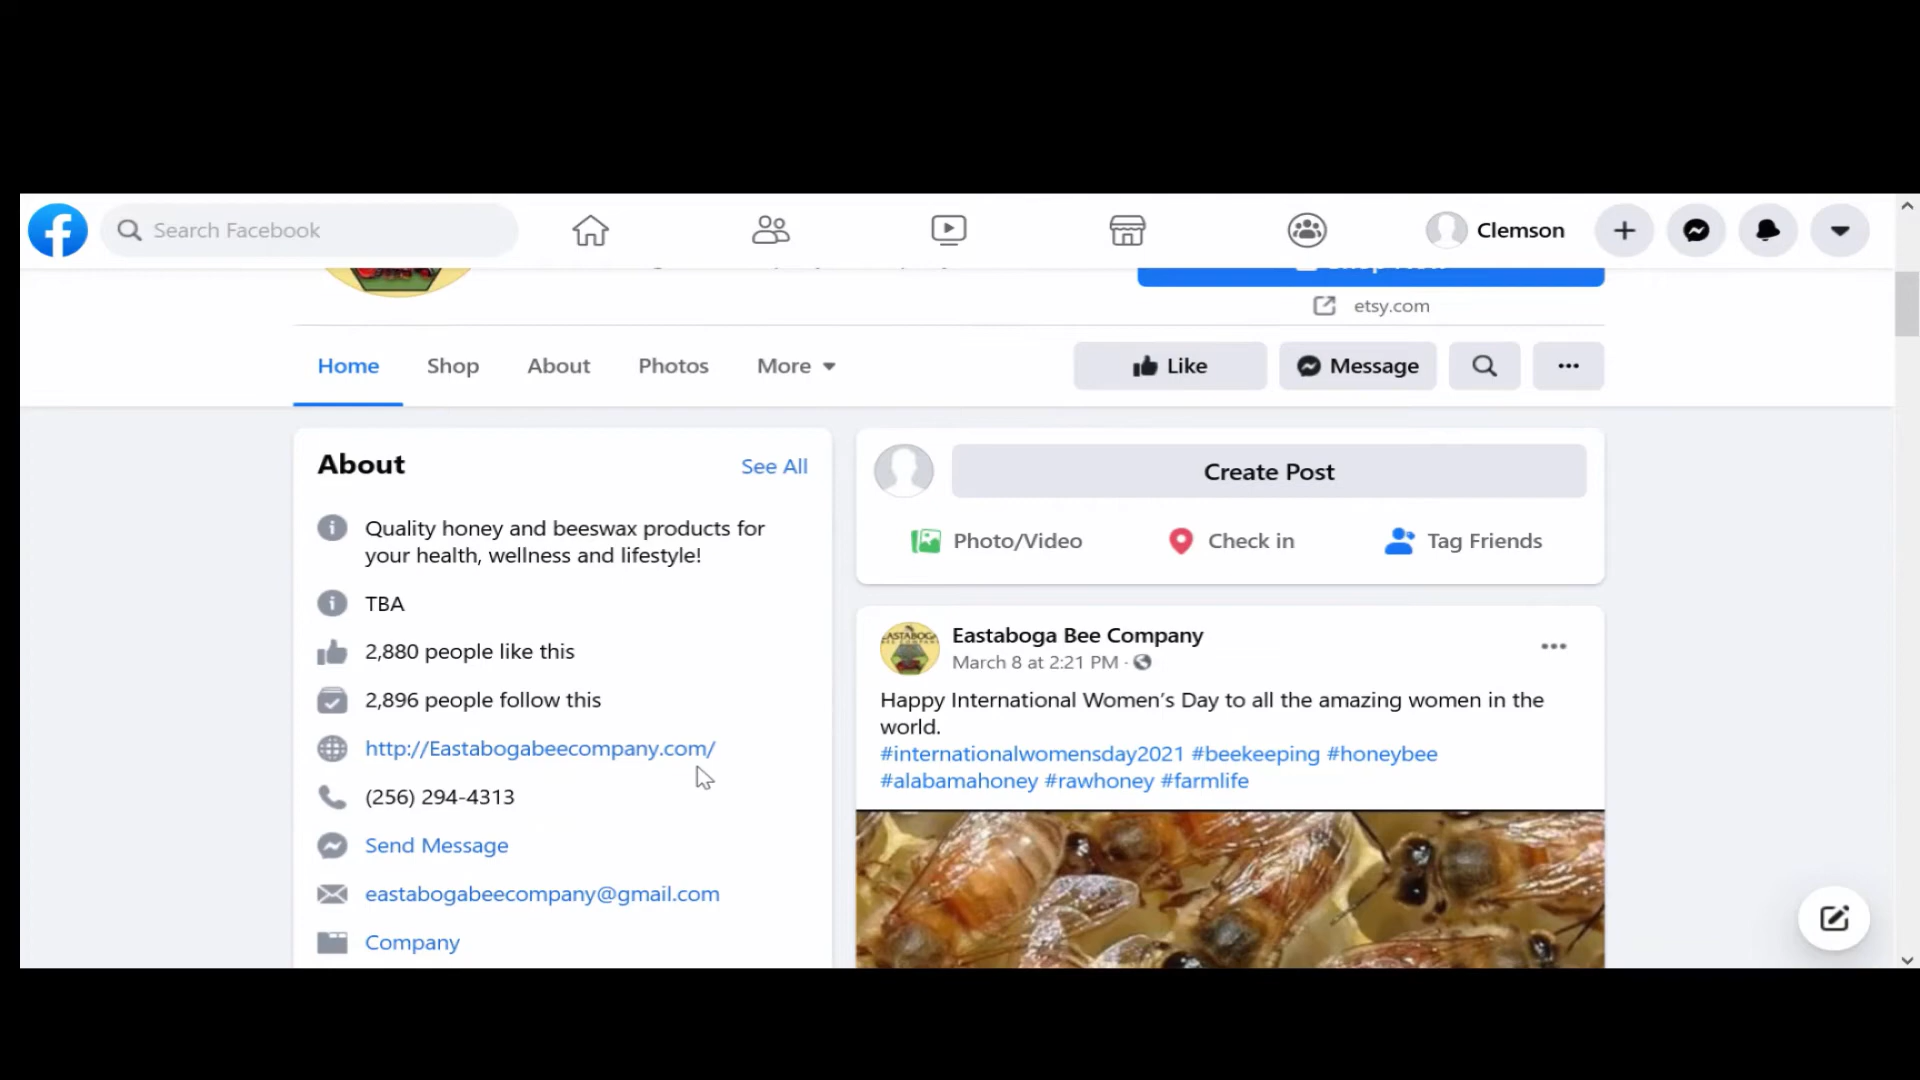 Search Facebook
Clemson
etsy.com
Home
Shop
About
Photos
More
Like
Message
About
See All
Quality honey and beeswax products for
your health, wellness and lifestyle!
TBA
2,880 people like this
2,896 people follow this
http://Eastabogabeecompany.com/
(256) 294-4313
Send Message
eastabogabeecompany@gmail.com
Company
Create Post
Photo/Video
Check in
Tag Friends
EASTABOGA
Eastaboga Bee Company
March 8 at 2:21 PM ·
Happy International Women’s Day to all the amazing women in the
world.
#internationalwomensday2021 #beekeeping #honeybee
#alabamahoney #rawhoney #farmlife